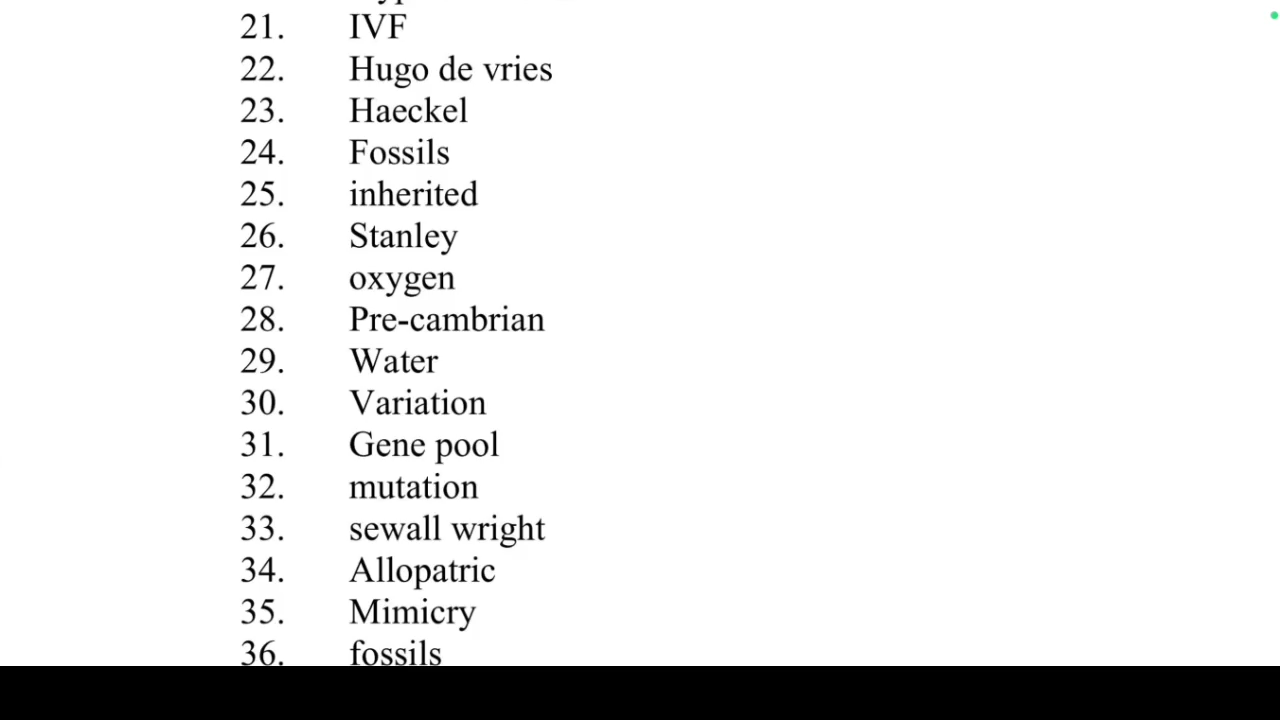 21. IVF
22. Hugo de vries
23. Haeckel
24. Fossils
25. inherited
26. Stanley
27. oxygen
28. Pre-cambrian
29. Water
30. Variation
31. Gene pool
32. mutation
33. sewall wright
34. Allopatric
35. Mimicry
36. fossils